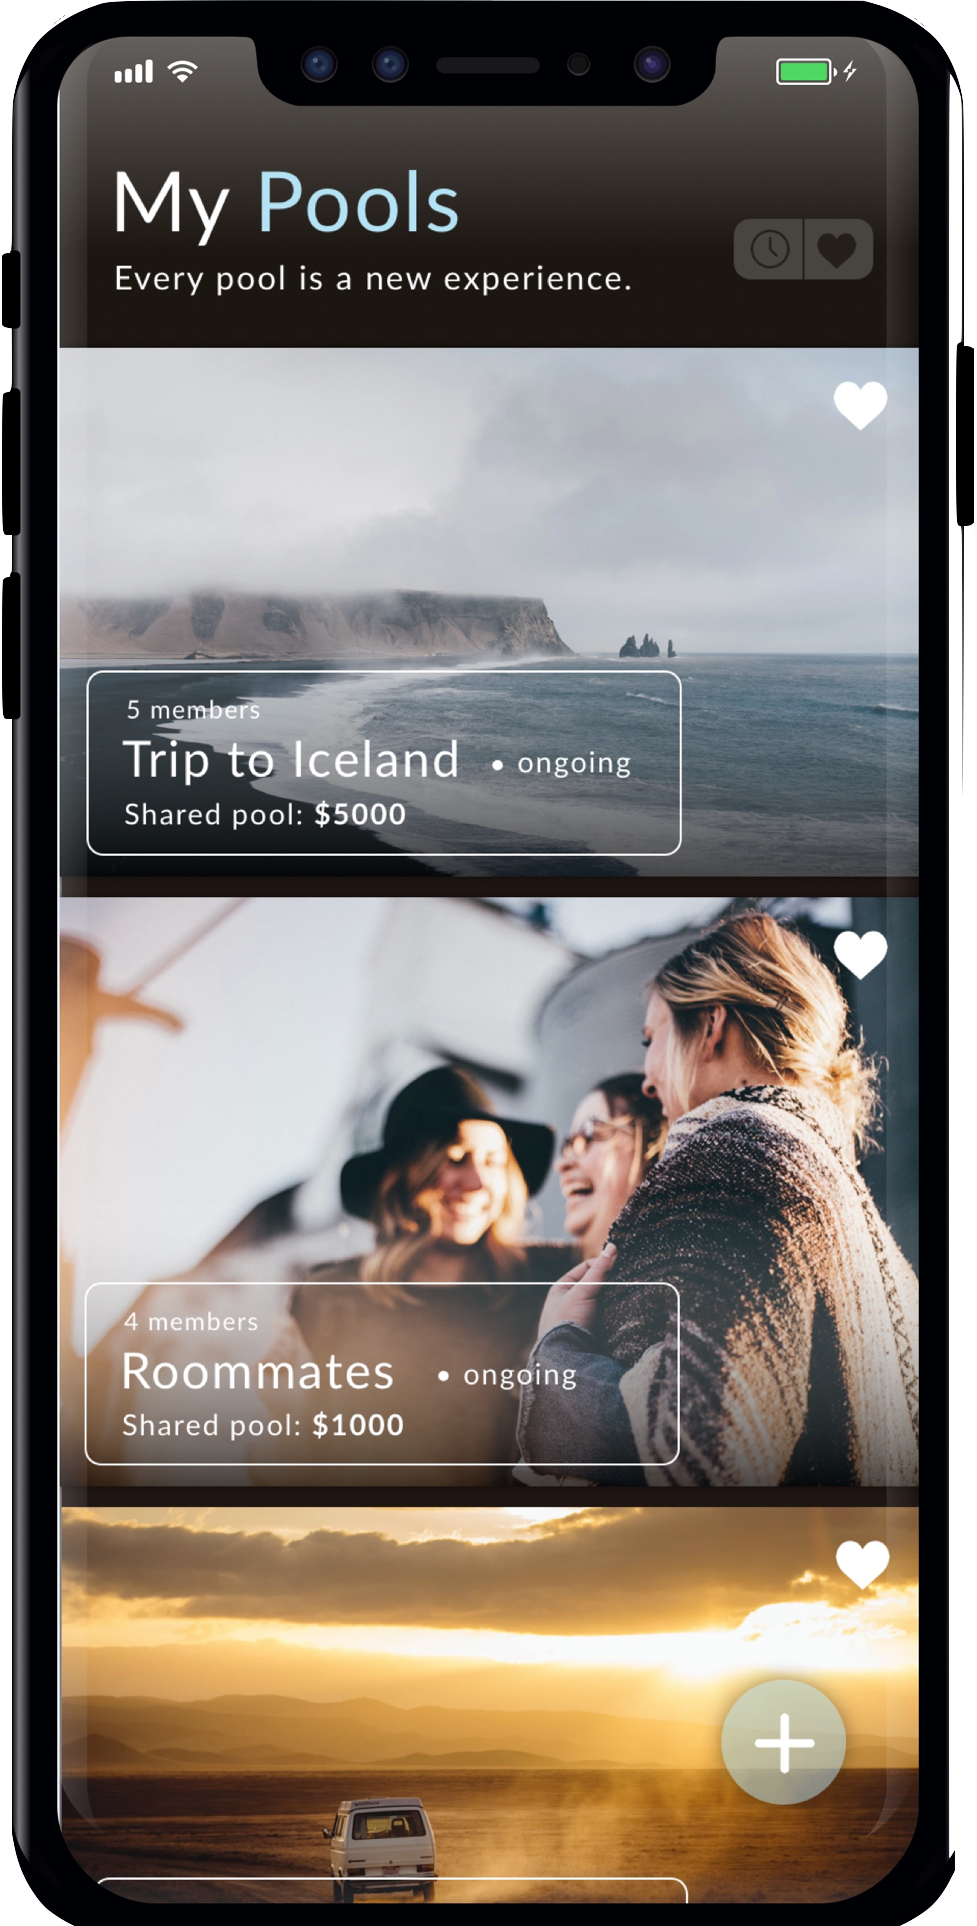 My Pools
Every pool is a new experience.
5 members
Trip to Iceland • ongoing
Shared pool: $5000
4 members
Roommates • ongoing
Shared pool: $1000